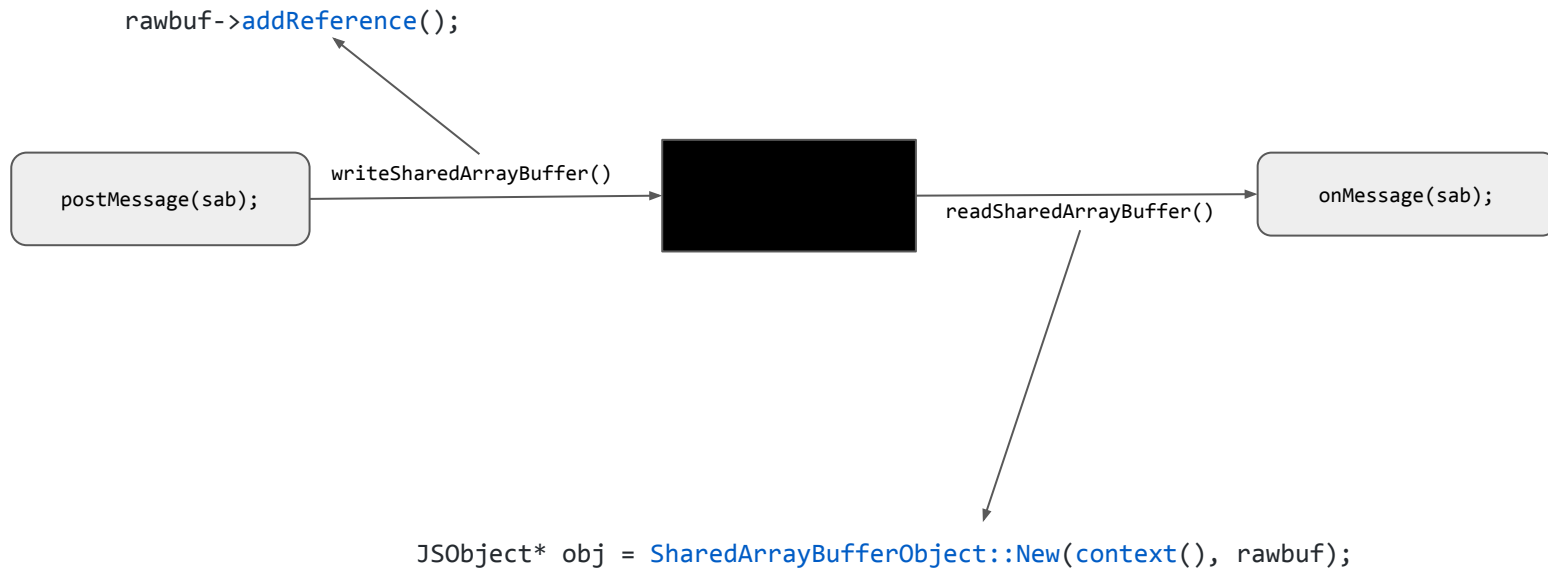 rawbuf->addReference();
writeSharedArrayBuffer()
postMessage(sab);
readSharedArrayBuffer()
onMessage(sab);
JSObject* obj = SharedArrayBufferObject::New(context(), rawbuf);